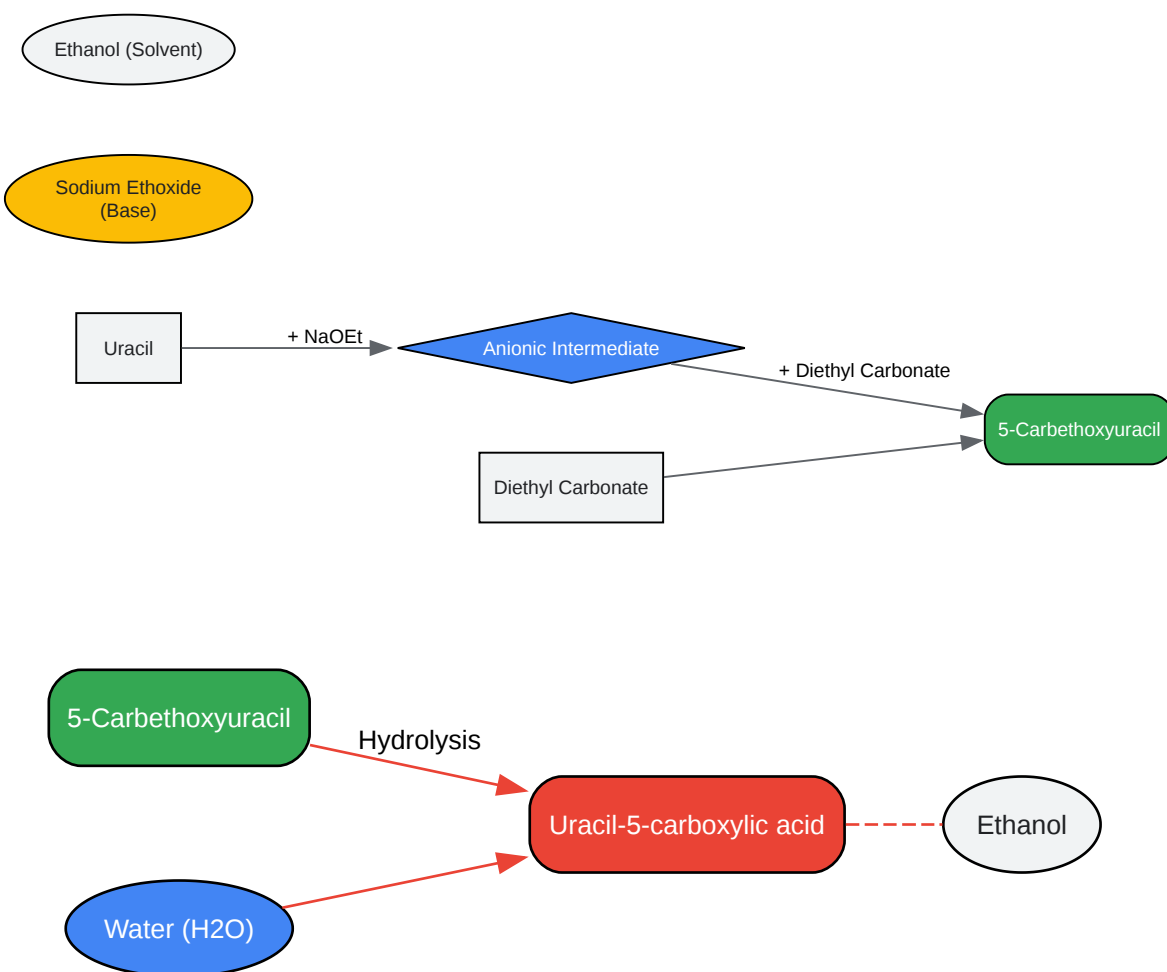 Ethanol (Solvent)
Sodium Ethoxide
(Base)
Uracil
+ NaOEt
Anionic Intermediate
+ Diethyl Carbonate
5-Carbethoxyuracil
Diethyl Carbonate
5-Carbethoxyuracil
Hydrolysis
Uracil-5-carboxylic acid
Ethanol
Water (H2O)